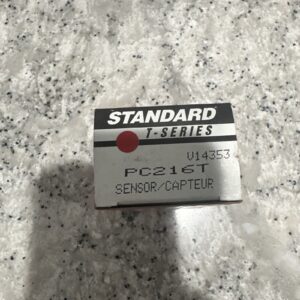 STANDARD
T-SERIES
V14353
PC216T
SENSOR/CAPTEUR